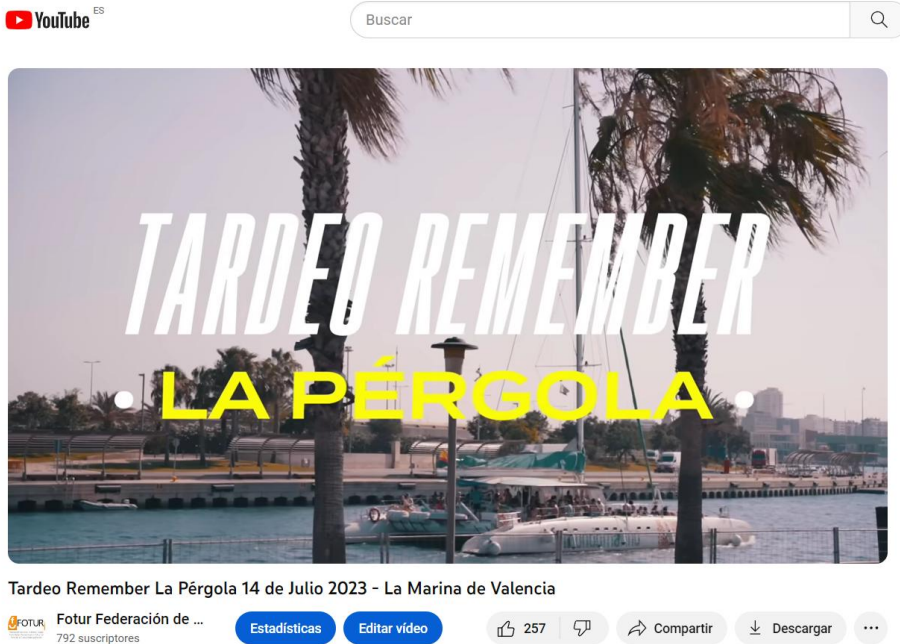 YouTube ES
Buscar
TARDEO REMEMBER
• LA PÉRGOLA •
Tardeo Remember La Pérgola 14 de Julio 2023 - La Marina de Valencia
FOTUR
Fotur Federación de ...
792 suscriptores
Estadísticas
Editar vídeo
257
Compartir
Descargar